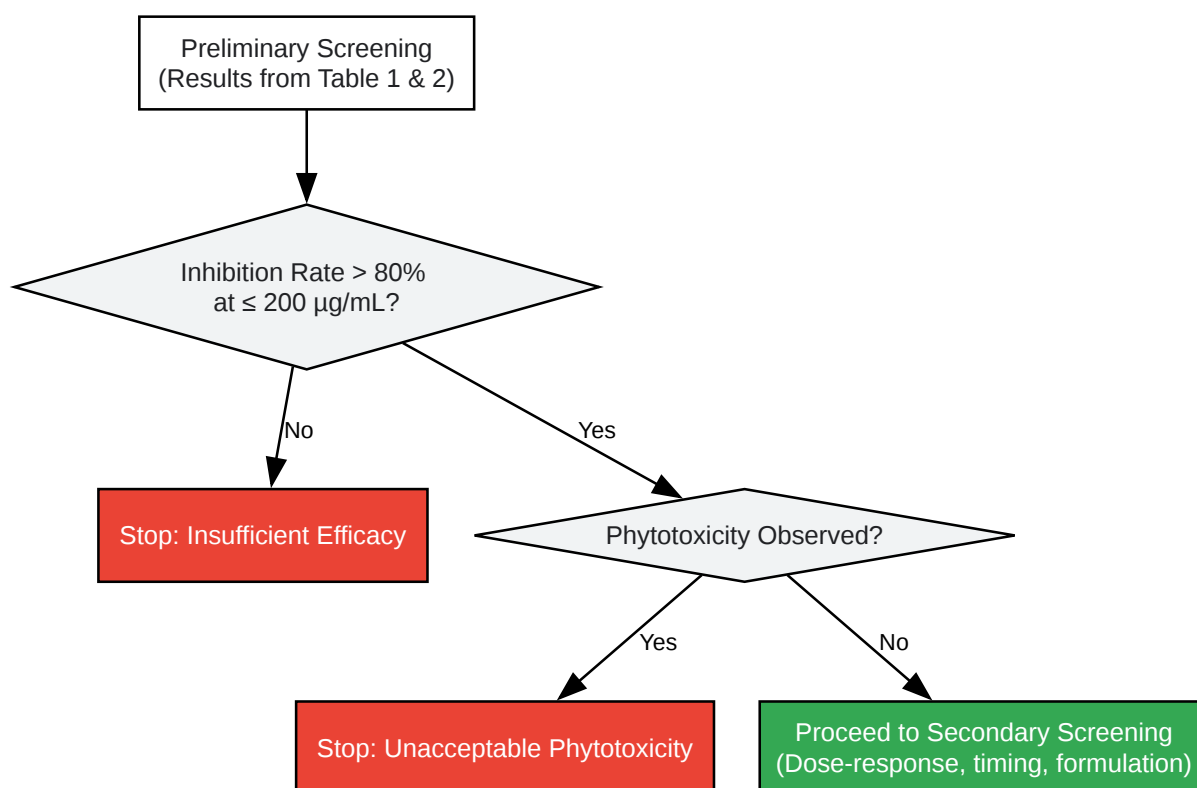 Preliminary Screening
(Results from Table 1 & 2)
Inhibition Rate > 80%
at ≤ 200 µg/mL?
No
Yes
Stop: Insufficient Efficacy
Phytotoxicity Observed?
Yes
No
Stop: Unacceptable Phytotoxicity
Proceed to Secondary Screening
(Dose-response, timing, formulation)